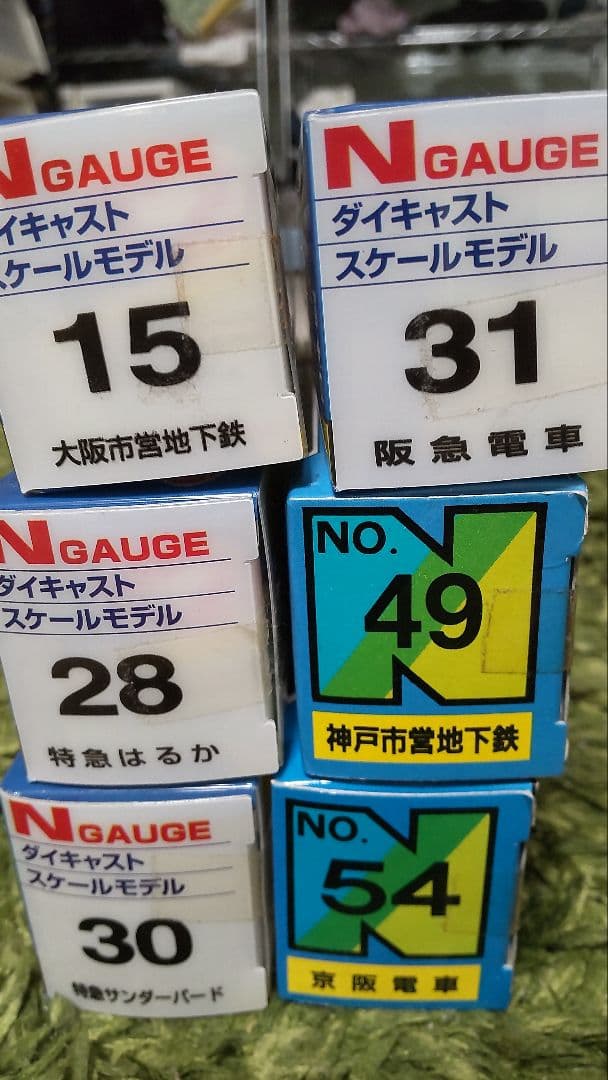 N GAUGE
ダイキャスト
スケールモデル
15
大阪市営地下鉄
N GAUGE
ダイキャスト
スケールモデル
31
阪急電車
N GAUGE
ダイキャスト
スケールモデル
28
特急はるか
NO.
49
神戸市営地下鉄
N GAUGE
ダイキャスト
スケールモデル
30
特急サンダーバード
NO.
54
京阪電車